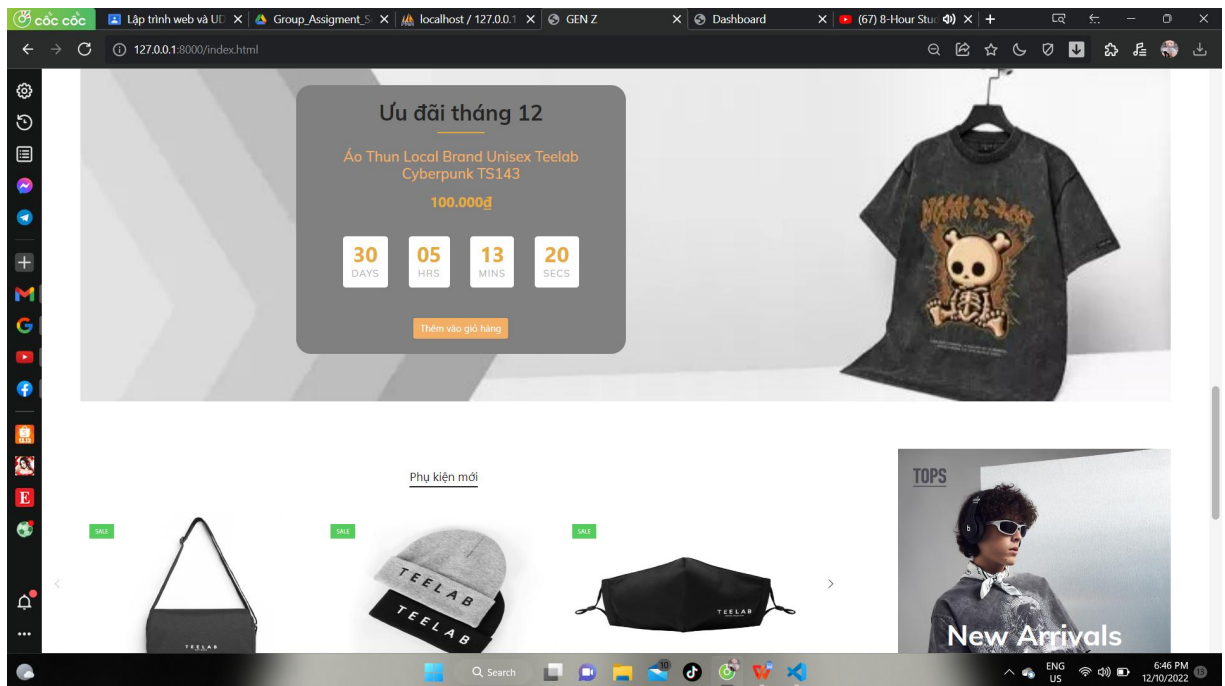 cốc cốc
Lập trình web và UD
Group_Assigment_S
localhost / 127.0.0.1
GEN Z
Dashboard
(67) 8-Hour Stud
127.0.0.1:8000/index.html
Ưu đãi tháng 12
Áo Thun Local Brand Unisex Teelab
Cyberpunk TS143
100.000₫
30 05 13 20
DAYS HRS MINS SECS
Thêm vào giỏ hàng
Phụ kiện mới
TOPS
SALE SALE SALE
TEELAB
TEELAB
TEELAB
TEELAB
New Arrivals
Search
10
ENG
US
6:46 PM
12/10/2022
13